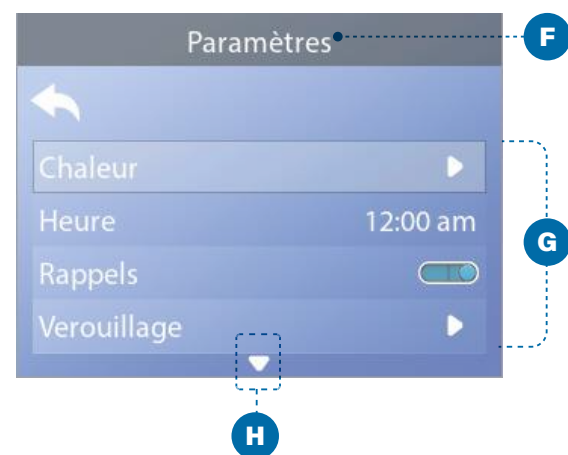 Paramètres
F
Chaleur
Heure 12:00 am
G
Rappels
Verouillage
H